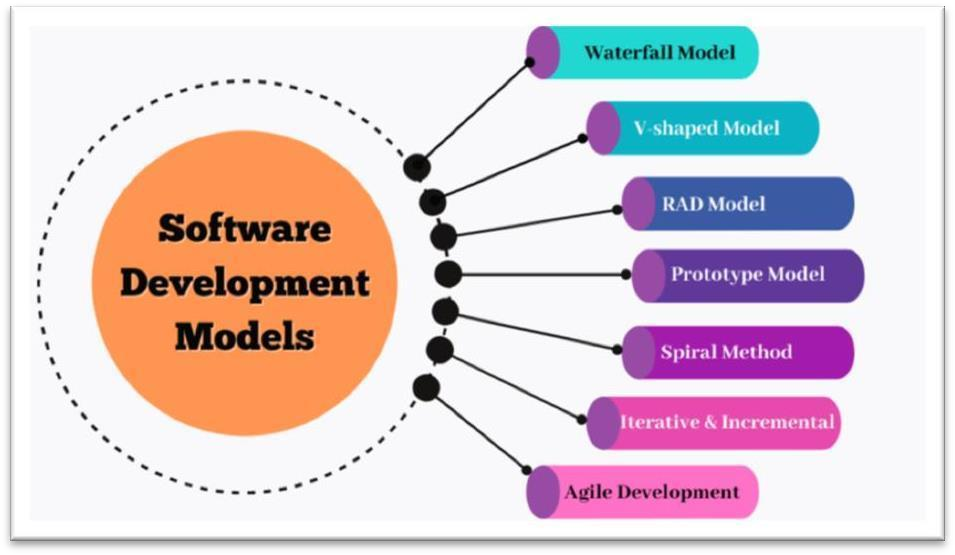 Software
Development
Models
Waterfall Model
V-shaped Model
RAD Model
Prototype Model
Spiral Method
Iterative & Incremental
Agile Development